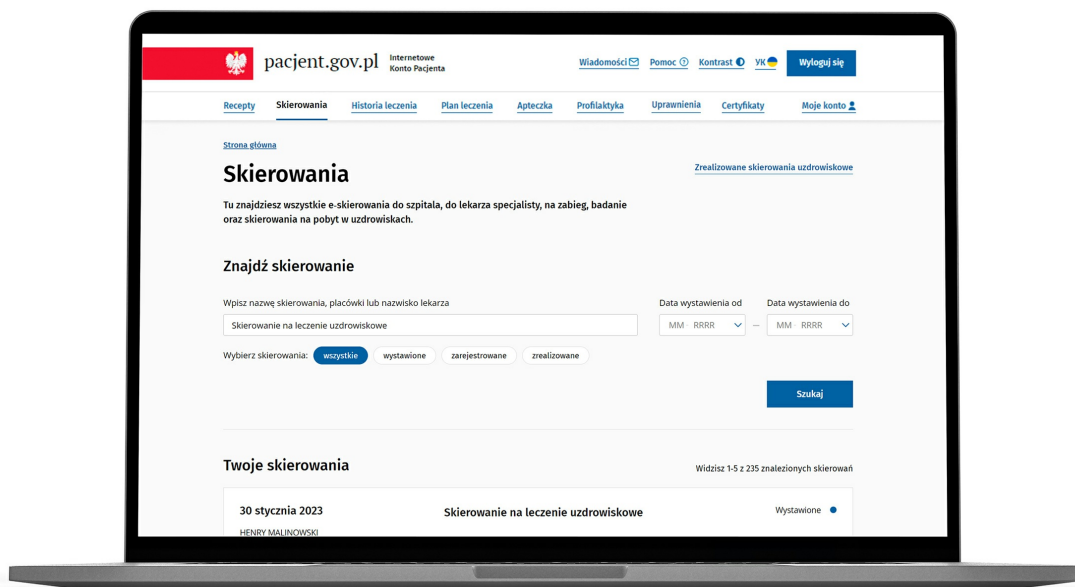 pacjent.gov.pl
Internetowe
Konto Pacjenta
Wiadomości
Pomoc
Kontrast
УК
Wyloguj się
Recepty
Skierowania
Historia leczenia
Plan leczenia
Apteczka
Profilaktyka
Uprawnienia
Certyfikaty
Moje konto
Strona główna
Skierowania
Zrealizowane skierowania uzdrowiskowe
Tu znajdziesz wszystkie e-skierowania do szpitala, do lekarza specjalisty, na zabieg, badanie
oraz skierowania na pobyt w uzdrowiskach.
Znajdź skierowanie
Wpisz nazwę skierowania, placówki lub nazwisko lekarza
Data wystawienia od
Data wystawienia do
Skierowanie na leczenie uzdrowiskowe
MM - RRRR
–
MM - RRRR
Wybierz skierowania:
wszystkie
wystawione
zarejestrowane
zrealizowane
Szukaj
Twoje skierowania
Widzisz 1-5 z 235 znalezionych skierowań
30 stycznia 2023
Skierowanie na leczenie uzdrowiskowe
Wystawione
HENRY MALINOWSKI